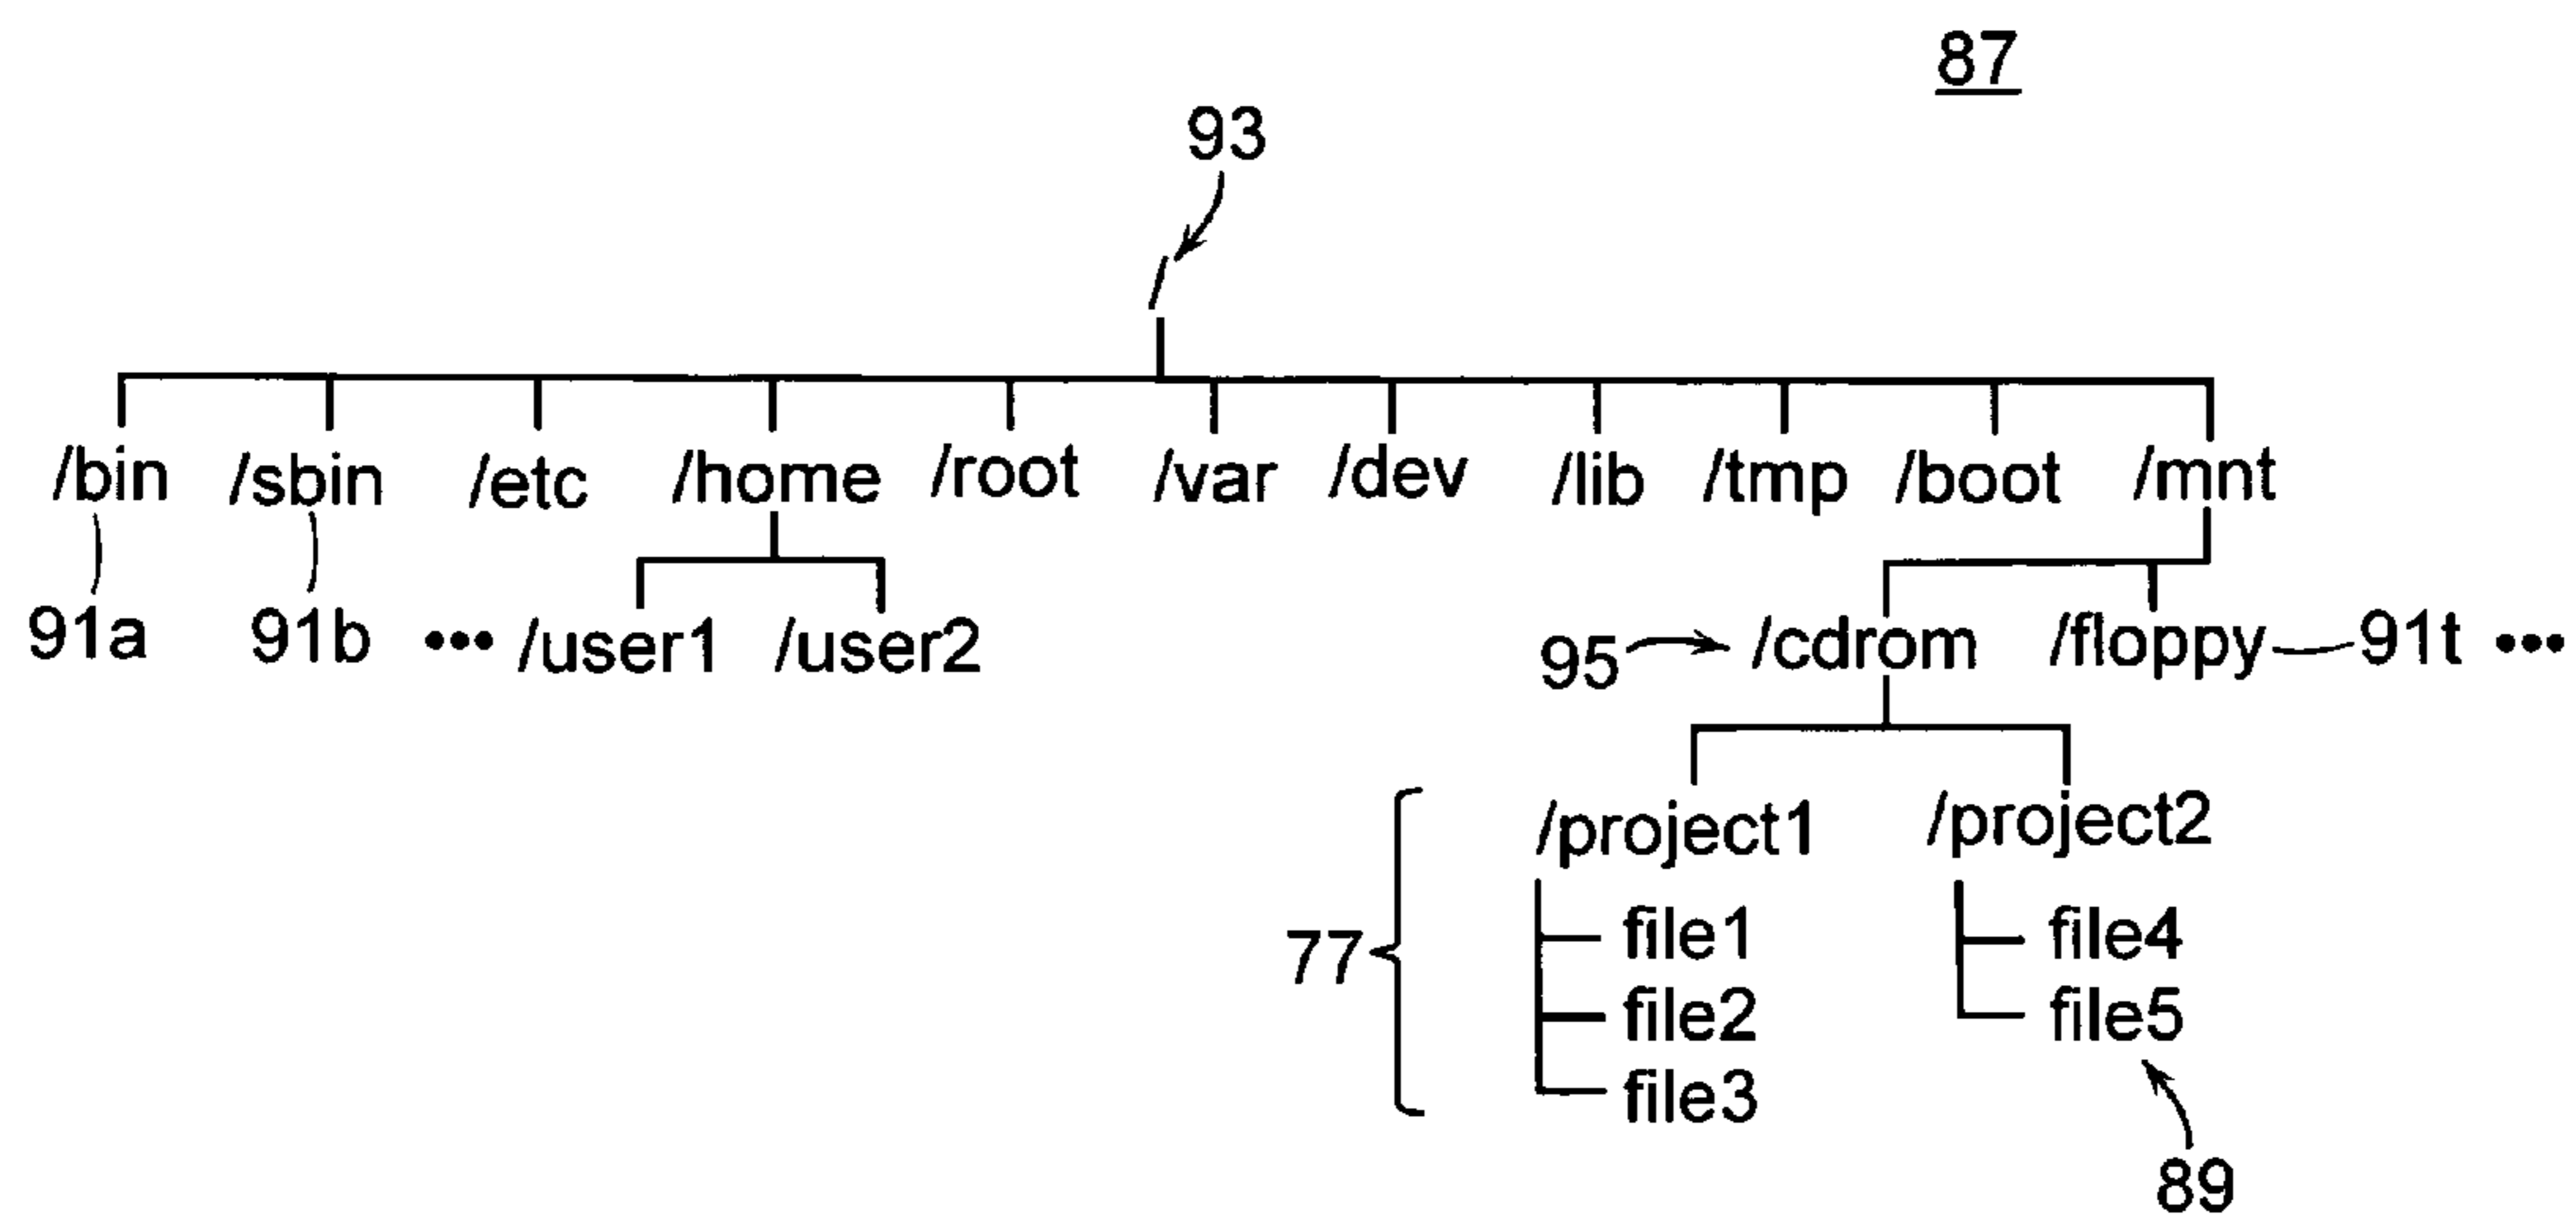 87
93
/
/bin /sbin /etc /home /root /var /dev /lib /tmp /boot /mnt
91a 91b ••• /user1 /user2 95 /cdrom /floppy 91t •••
/project1 /project2
77 file1 file4
file2 file5
file3
89